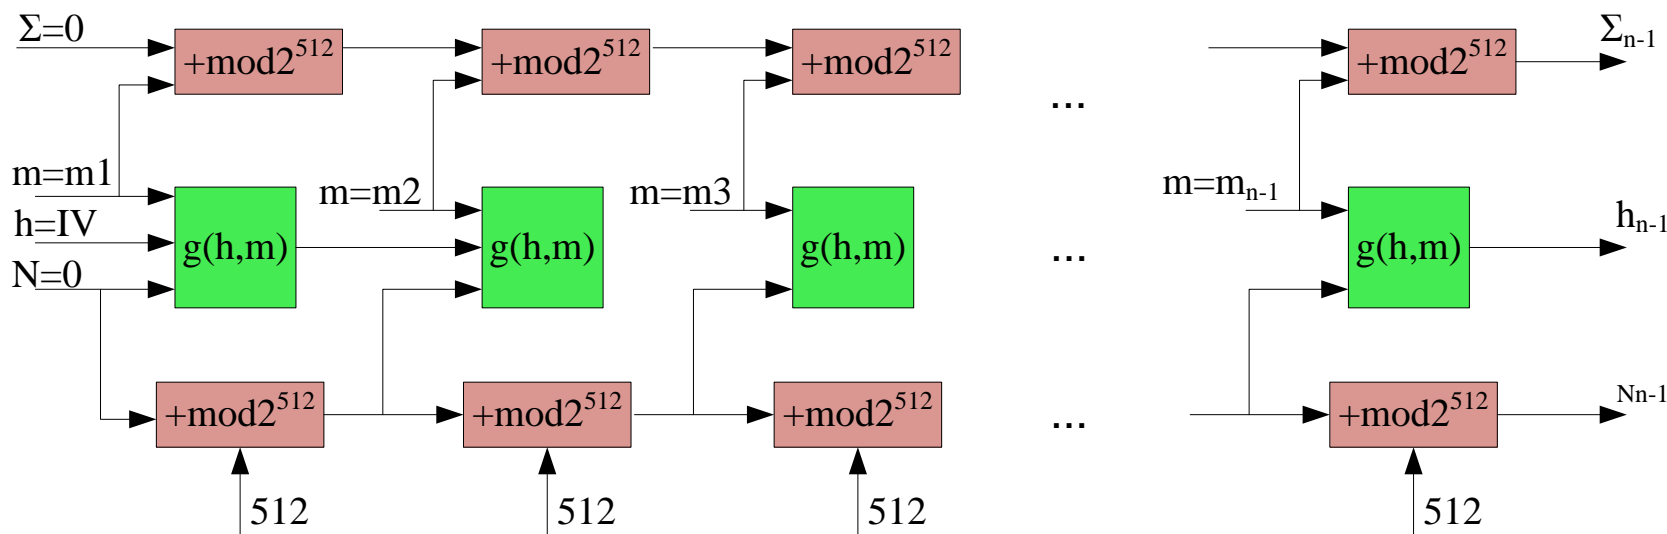 Σ=0
+mod2^512
+mod2^512
+mod2^512
...
+mod2^512
Σn-1
m=m1
m=m2
m=m3
m=mn-1
h=IV
N=0
g(h,m)
g(h,m)
g(h,m)
...
g(h,m)
hn-1
+mod2^512
+mod2^512
+mod2^512
...
+mod2^512
Nn-1
512
512
512
512